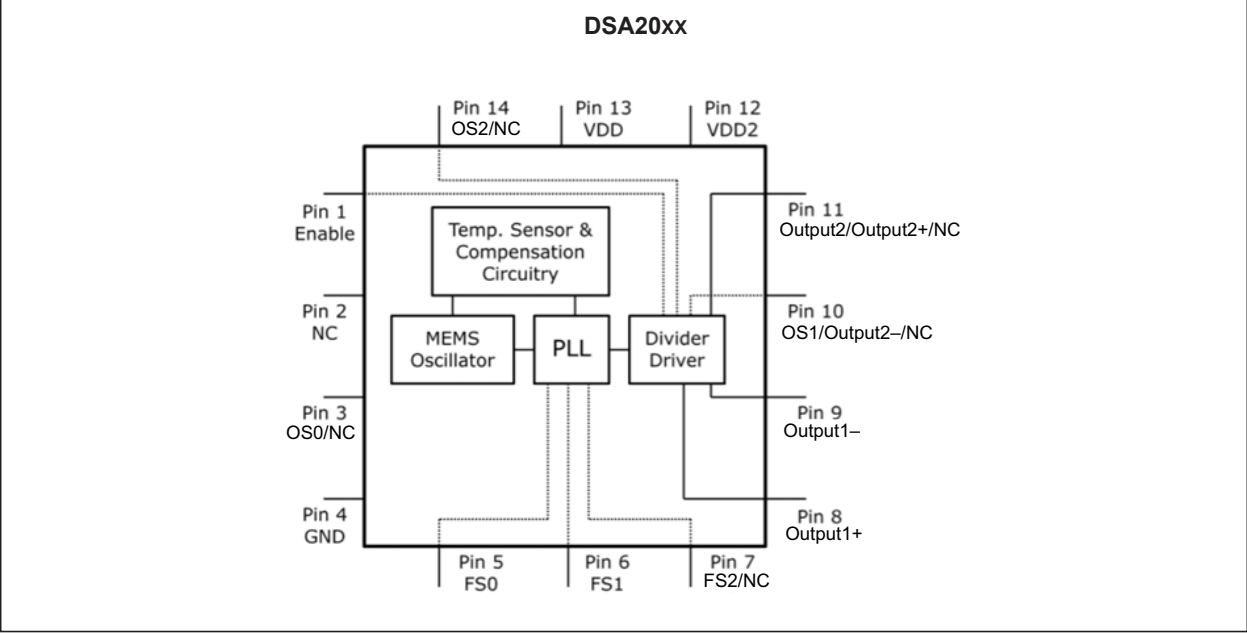 DSA20xx
Pin 14
OS2/NC
Pin 13
VDD
Pin 12
VDD2
Pin 1
Enable
Pin 11
Output2/Output2+/NC
Temp. Sensor &
Compensation
Circuitry
Pin 2
NC
Pin 10
OS1/Output2–/NC
MEMS
Oscillator
PLL
Divider
Driver
Pin 3
OS0/NC
Pin 9
Output1–
Pin 4
GND
Pin 8
Output1+
Pin 5
FS0
Pin 6
FS1
Pin 7
FS2/NC